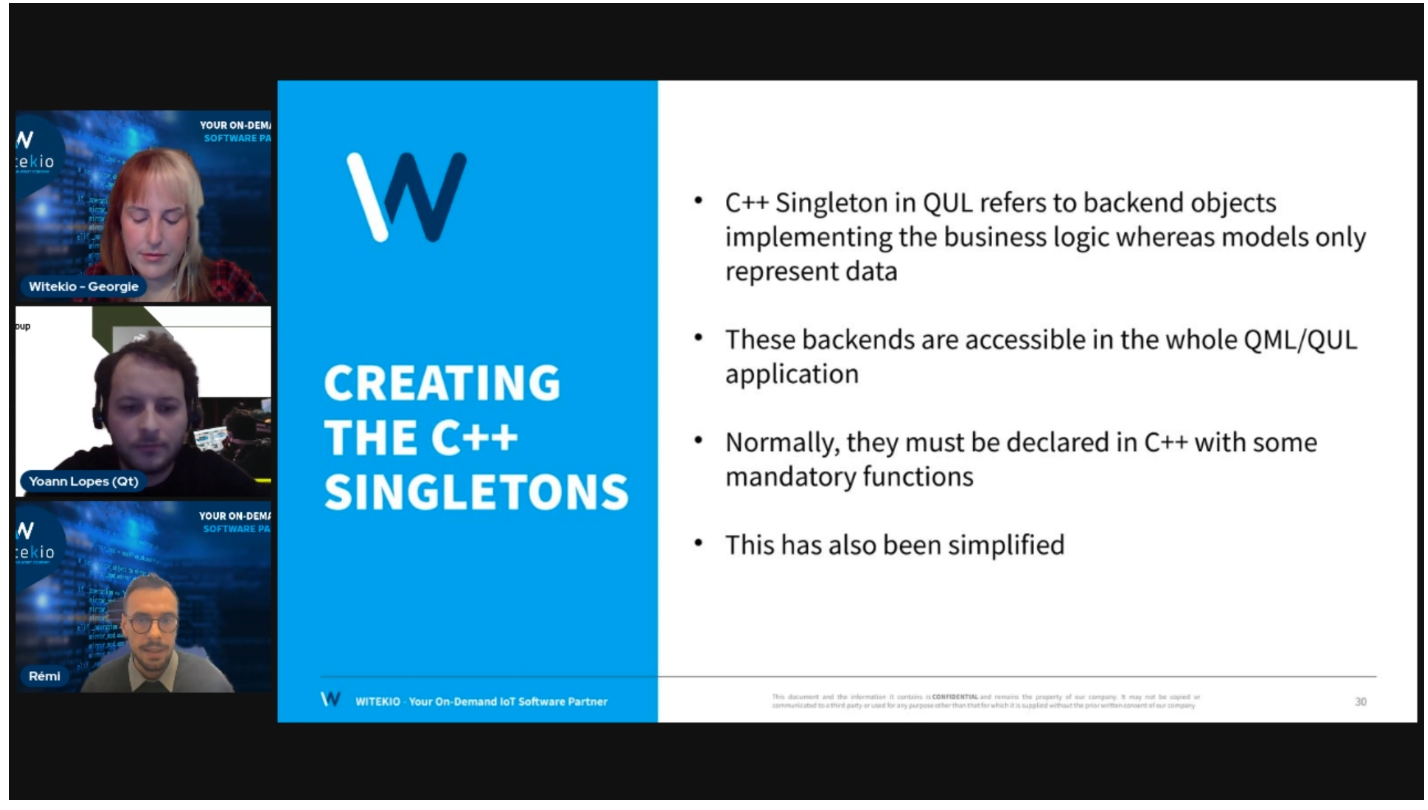 W
tekio
YOUR ON-DEMA
SOFTWARE PA
Witekio – Georgie
oup
Yoann Lopes (Qt)
W
tekio
YOUR ON-DEMA
SOFTWARE PA
Rémi
W
CREATING
THE C++
SINGLETONS
• C++ Singleton in QUL refers to backend objects
implementing the business logic whereas models only
represent data
• These backends are accessible in the whole QML/QUL
application
• Normally, they must be declared in C++ with some
mandatory functions
• This has also been simplified
W WITEKIO - Your On-Demand IoT Software Partner
This document and the information it contains is CONFIDENTIAL and remains the property of our company. It may not be copied or
communicated to a third party or used for any purpose other than that for which it is supplied without the prior written consent of our company
30